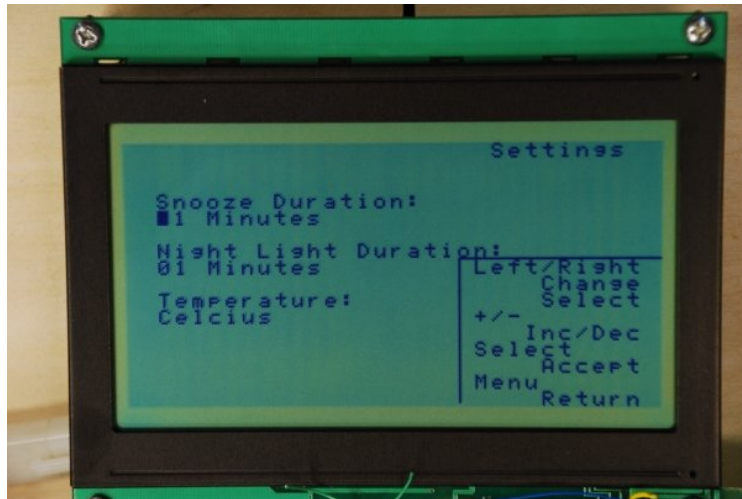 Settings
Snooze Duration:
1 Minutes
Night Light Duration:
01 Minutes
Temperature:
Celcius
Left/Right
Change
Select
+/-
Inc/Dec
Select
Accept
Menu
Return